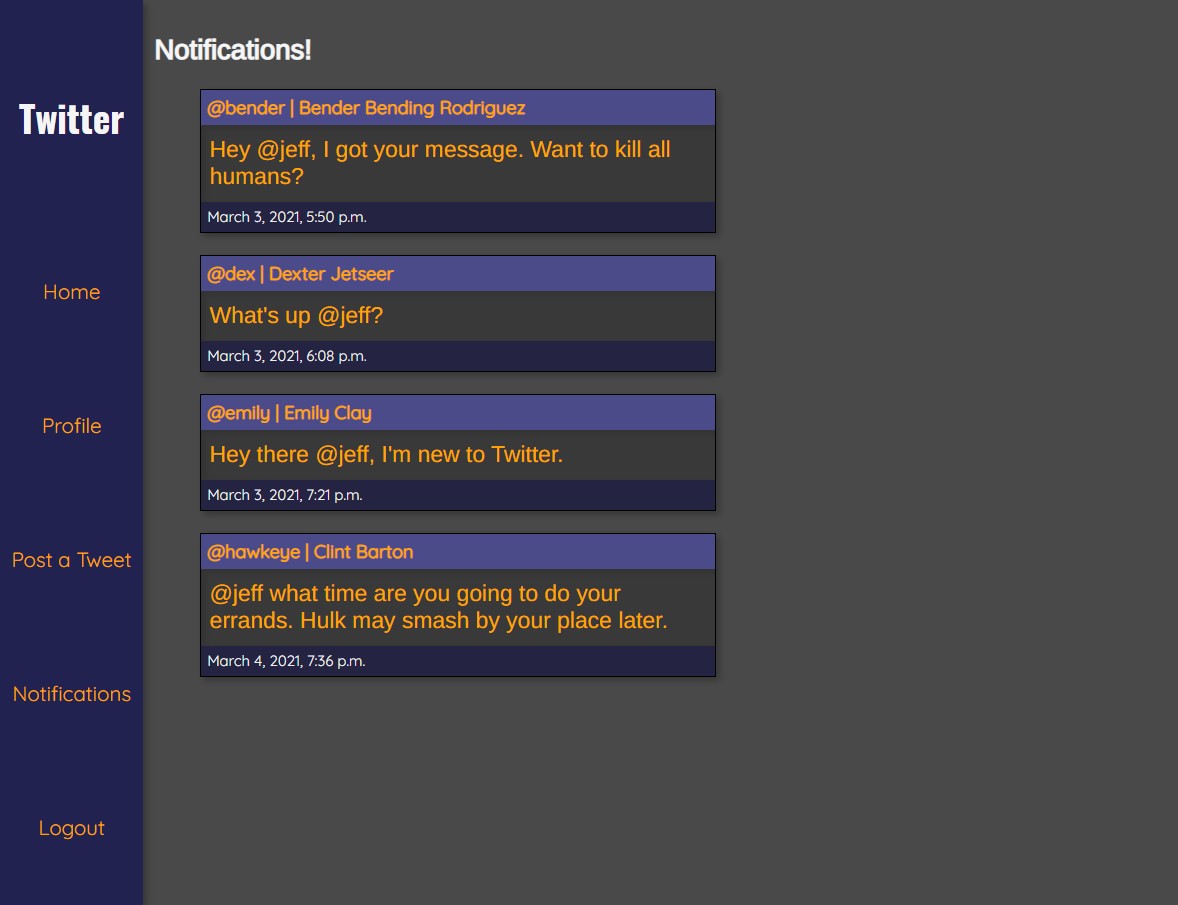 Twitter
Home
Profile
Post a Tweet
Notifications
Logout
Notifications!
@bender | Bender Bending Rodriguez
Hey @jeff, I got your message. Want to kill all
humans?
March 3, 2021, 5:50 p.m.
@dex | Dexter Jetseer
What's up @jeff?
March 3, 2021, 6:08 p.m.
@emily | Emily Clay
Hey there @jeff, I'm new to Twitter.
March 3, 2021, 7:21 p.m.
@hawkeye | Clint Barton
@jeff what time are you going to do your
errands. Hulk may smash by your place later.
March 4, 2021, 7:36 p.m.